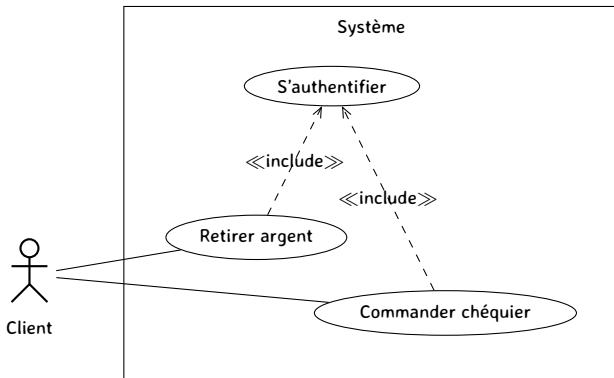 Système
S'authentifier
≪include≫
≪include≫
Retirer argent
Commander chéquier
Client